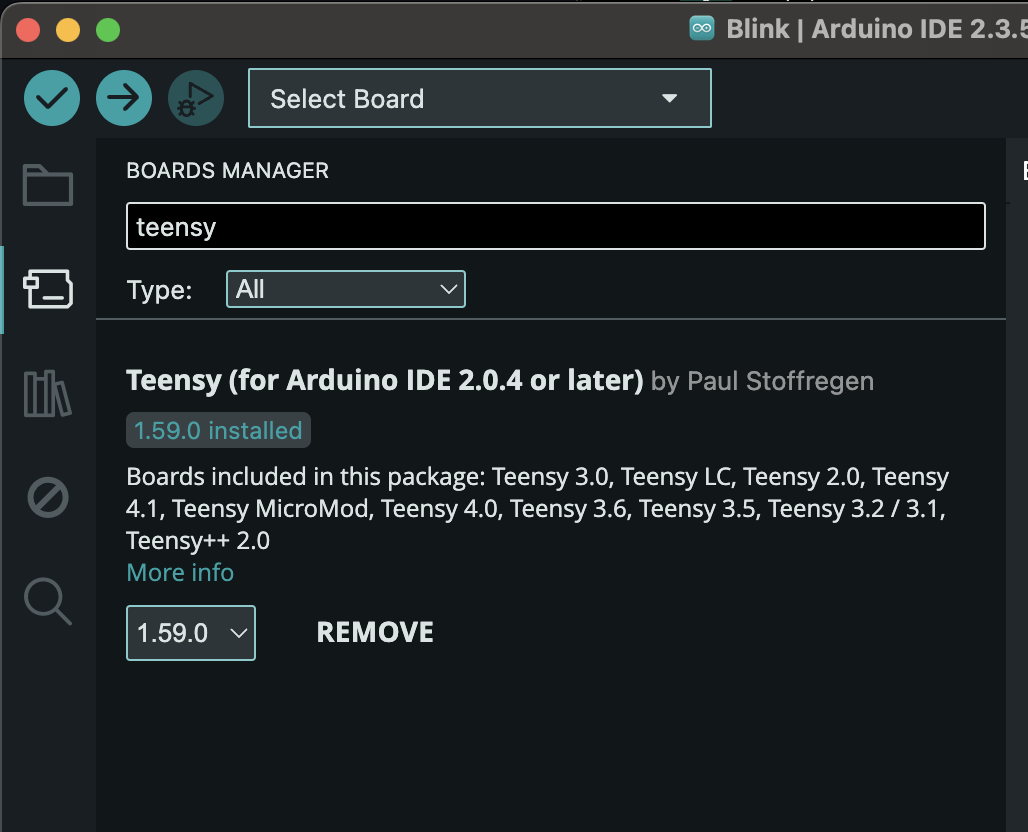 Blink | Arduino IDE 2.3.5
Select Board
BOARDS MANAGER
teensy
Type: All
Teensy (for Arduino IDE 2.0.4 or later) by Paul Stoffregen
1.59.0 installed
Boards included in this package: Teensy 3.0, Teensy LC, Teensy 2.0, Teensy
4.1, Teensy MicroMod, Teensy 4.0, Teensy 3.6, Teensy 3.5, Teensy 3.2 / 3.1,
Teensy++ 2.0
More info
1.59.0 REMOVE